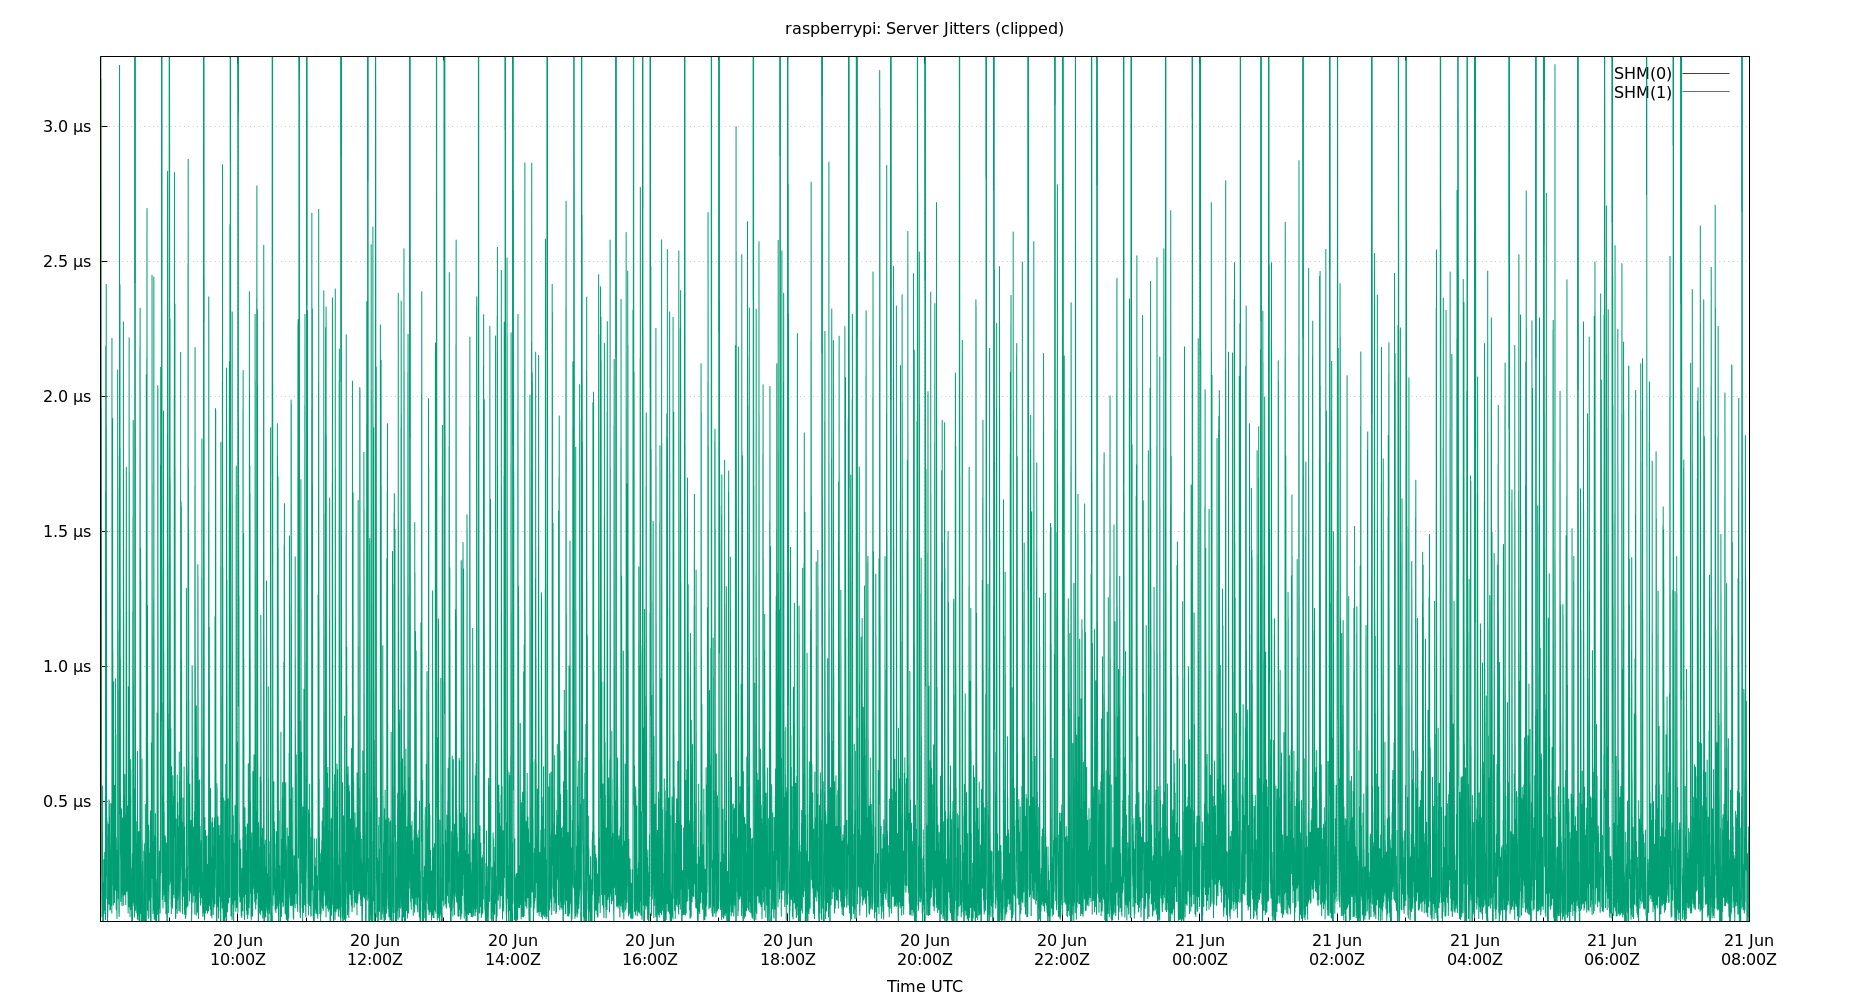 raspberrypi: Server Jitters (clipped)
SHM(0)
SHM(1)
3.0 µs
2.5 µs
2.0 µs
1.5 µs
1.0 µs
0.5 µs
20 Jun 20 Jun 20 Jun 20 Jun 20 Jun 20 Jun 20 Jun 21 Jun 21 Jun 21 Jun 21 Jun 21 Jun
10:00Z 12:00Z 14:00Z 16:00Z 18:00Z 20:00Z 22:00Z 00:00Z 02:00Z 04:00Z 06:00Z 08:00Z
Time UTC